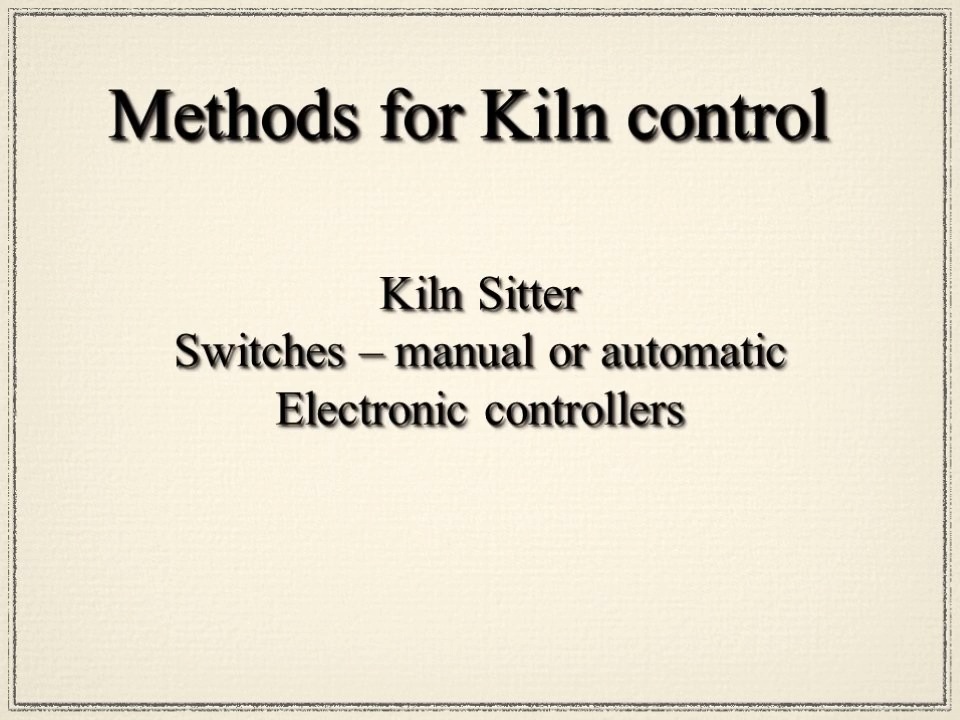 Methods for Kiln control
Kiln Sitter
Switches – manual or automatic
Electronic controllers